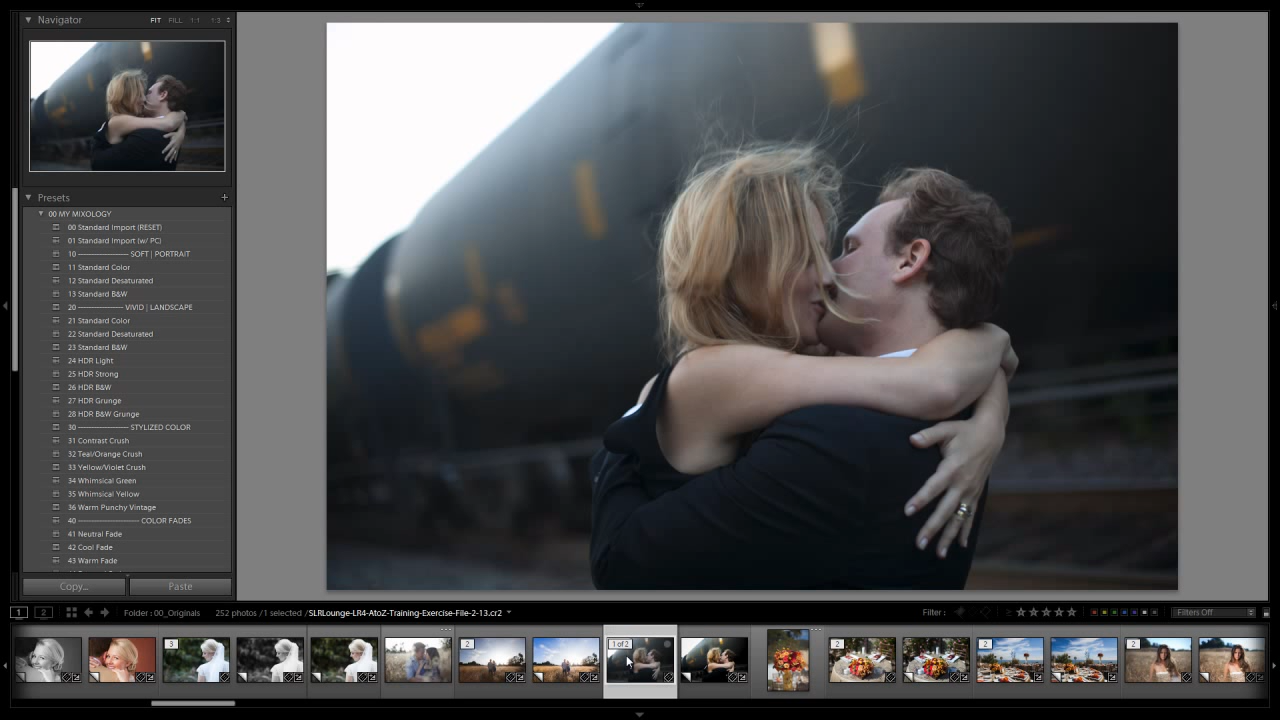 Navigator
FIT FILL 1:1 1:3
Presets +
00 MY MIXOLOGY
00 Standard Import (RESET)
01 Standard Import (w/ PC)
10 ——————— SOFT | PORTRAIT
11 Standard Color
12 Standard Desaturated
13 Standard B&W
20 —————— VIVID | LANDSCAPE
21 Standard Color
22 Standard Desaturated
23 Standard B&W
24 HDR Light
25 HDR Strong
26 HDR B&W
27 HDR Grunge
28 HDR B&W Grunge
30 ——————— STYLIZED COLOR
31 Contrast Crush
32 Teal/Orange Crush
33 Yellow/Violet Crush
34 Whimsical Green
35 Whimsical Yellow
36 Warm Punchy Vintage
40 ———————— COLOR FADES
41 Neutral Fade
42 Cool Fade
43 Warm Fade
Copy... Paste
1 2 Folder : 00_Originals 252 photos / 1 selected / SLRLounge-LR4-AtoZ-Training-Exercise-File-2-13.cr2 Filter : Filters Off
3 2 1 of 2 2 2 2